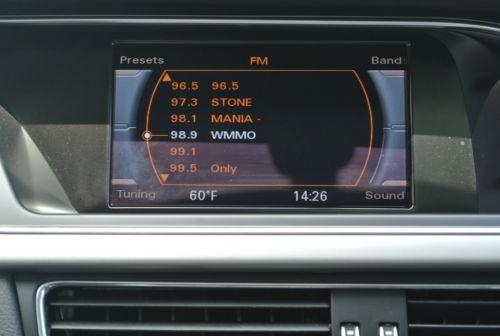 Presets FM Band
96.5 96.5
97.3 STONE
98.1 MANIA -
98.9 WMMO
99.1
99.5 Only
Tuning 60°F 14:26 Sound